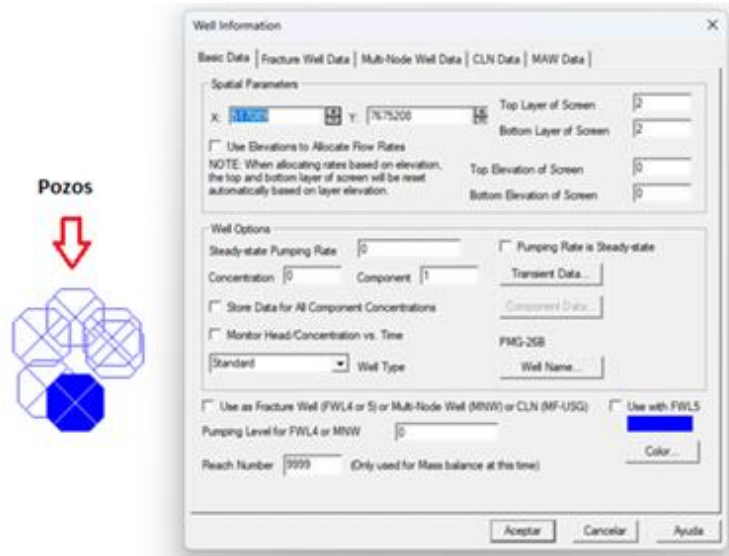 Well Information
Basic Data | Fracture Well Data | Multi-Node Well Data | CLN Data | MAW Data
Spatial Parameters
X: Y: 7675208
Top Layer of Screen 2
Bottom Layer of Screen 2
Use Elevations to Allocate Flow Rates
NOTE: When allocating rates based on elevation,
the top and bottom layer of screen will be reset
automatically based on layer elevation.
Top Elevation of Screen 0
Bottom Elevation of Screen 0
Pozos
Well Options
Steady-state Pumping Rate 0
Pumping Rate is Steady-state
Concentration 0 Component 1
Transient Data...
Store Data for All Component Concentrations
Component Data...
Monitor Head/Concentration vs. Time
PMG-26B
Standard Well Type
Well Name...
Use as Fracture Well (FWL4 or 5) or Multi-Node Well (MNW) or CLN (MF-USG)
Use with FWL5
Pumping Level for FWL4 or MNW 0
Color...
Reach Number 9999 (Only used for Mass balance at this time)
Aceptar Cancelar Ayuda